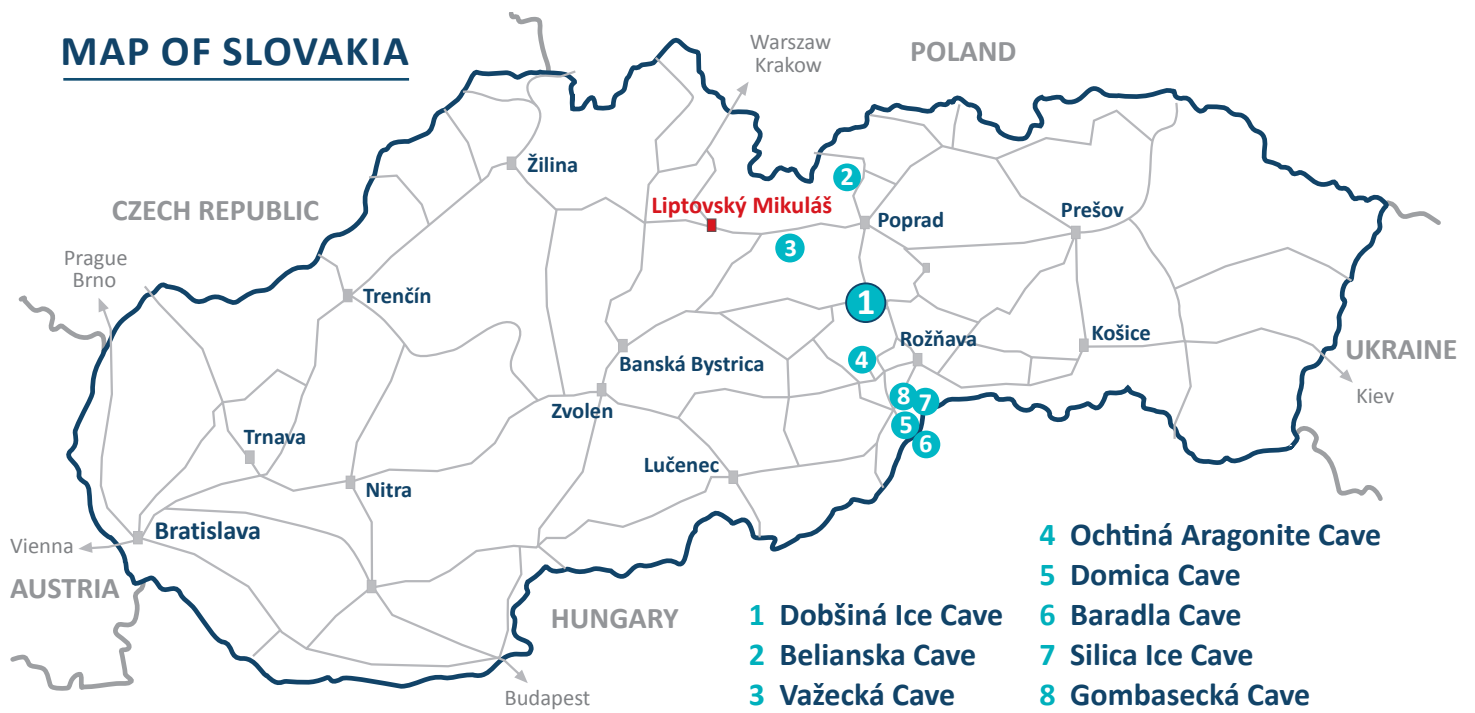 MAP OF SLOVAKIA
Warszaw
Krakow
POLAND
Žilina
2
Liptovský Mikuláš
CZECH REPUBLIC
Poprad
Prešov
3
Prague
Brno
Trenčín
1
Rožňava
Košice
UKRAINE
Banská Bystrica
4
Kiev
8
7
Zvolen
5
6
Trnava
Lučenec
Nitra
Bratislava
Vienna
AUSTRIA
HUNGARY
Budapest
1 Dobšiná Ice Cave
2 Belianska Cave
3 Važecká Cave
4 Ochtiná Aragonite Cave
5 Domica Cave
6 Baradla Cave
7 Silica Ice Cave
8 Gombasecká Cave